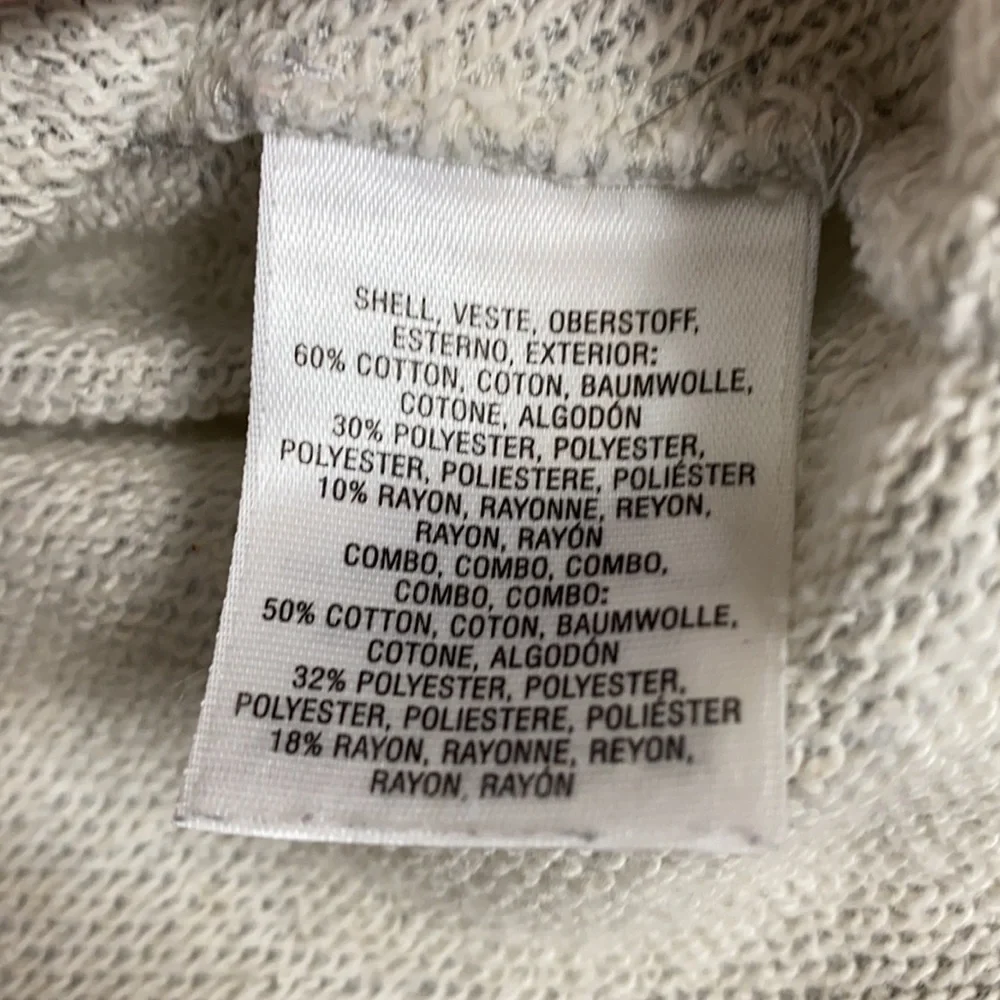 SHELL, VESTE, OBERSTOFF,
ESTERNO, EXTERIOR:
60% COTTON, COTON, BAUMWOLLE,
COTONE, ALGODÓN
30% POLYESTER, POLYESTER,
POLYESTER, POLIESTERE, POLIÉSTER
10% RAYON, RAYONNE, REYON,
RAYON, RAYÓN
COMBO, COMBO, COMBO,
COMBO, COMBO:
50% COTTON, COTON, BAUMWOLLE,
COTONE, ALGODÓN
32% POLYESTER, POLYESTER,
POLYESTER, POLIESTERE, POLIÉSTER
18% RAYON, RAYONNE, REYON,
RAYON, RAYÓN